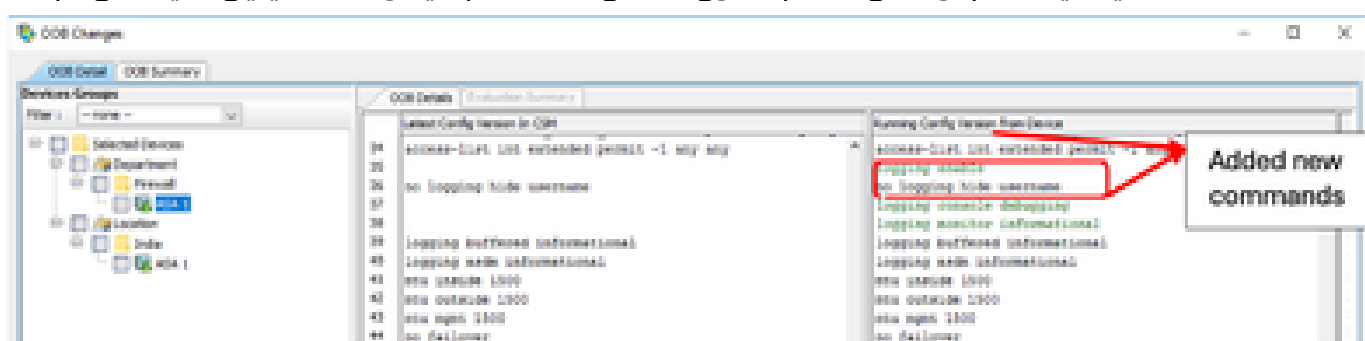 OOB Changes
OOB Detail OOB Summary
Devices Groups
Filter : -- none --
Selected Devices
Department
Firewall
ASA 1
Location
India
ASA 1
OOB Details Evaluation Summary
Latest Config Version in CSM
34 access-list int extended permit -1 any any
35
36 no logging hide username
37
38
39 logging buffered informational
40 logging asdm informational
41 mtu inside 1500
42 mtu outside 1500
43 mtu mgmt 1500
44 no failover
Running Config Version from Device
access-list int extended permit -1 any
logging enable
no logging hide username
logging console debugging
logging monitor informational
logging buffered informational
logging asdm informational
mtu inside 1500
mtu outside 1500
mtu mgmt 1500
no failover
Added new
commands